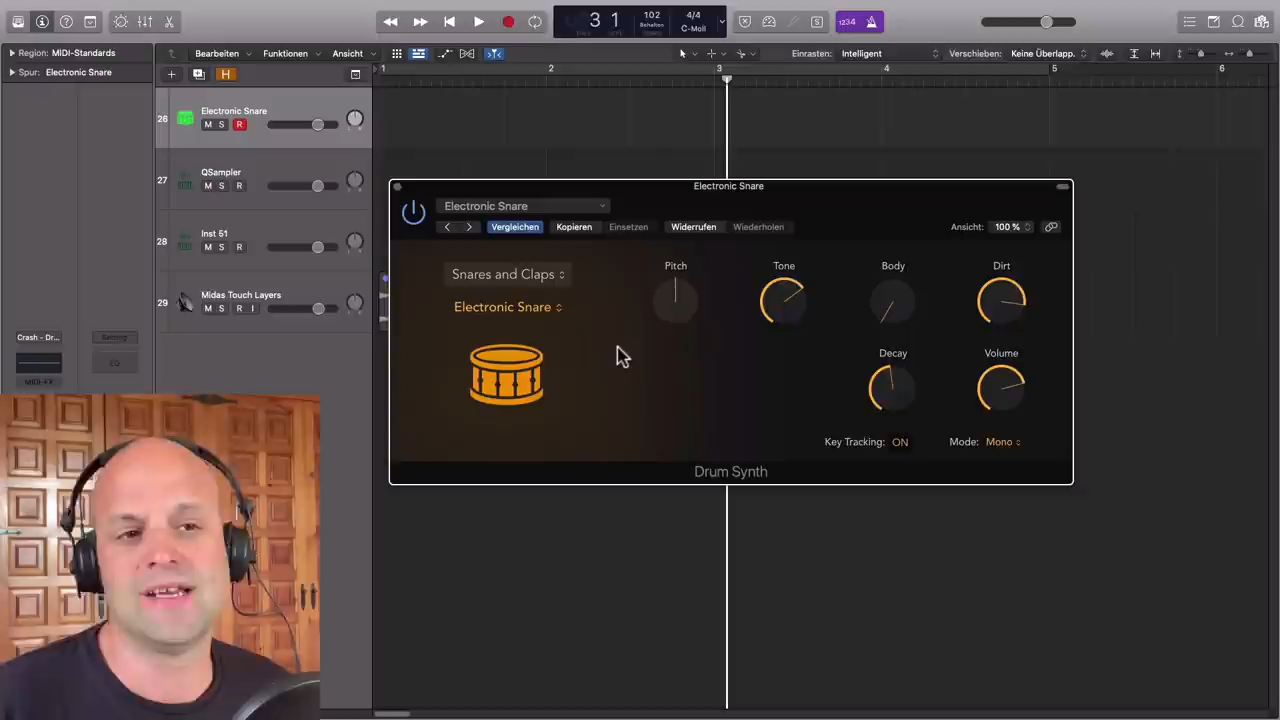 3 1
102
Behalten
4/4
C-Moll
1234
S
Region: MIDI-Standards
Bearbeiten
Funktionen
Ansicht
Einrasten: Intelligent
Verschieben: Keine Überlapp.
Spur: Electronic Snare
H
1 2 3 4 5 6
26
Electronic Snare
M S R
27
QSampler
M S R
28
Inst 51
M S R
29
Midas Touch Layers
M S R I
Electronic Snare
Electronic Snare
Vergleichen
Kopieren
Einsetzen
Widerrufen
Wiederholen
Ansicht: 100 %
Snares and Claps
Electronic Snare
Pitch
Tone
Body
Dirt
Decay
Volume
Key Tracking: ON
Mode: Mono
Drum Synth
Crash - Dr...
MIDI-FX